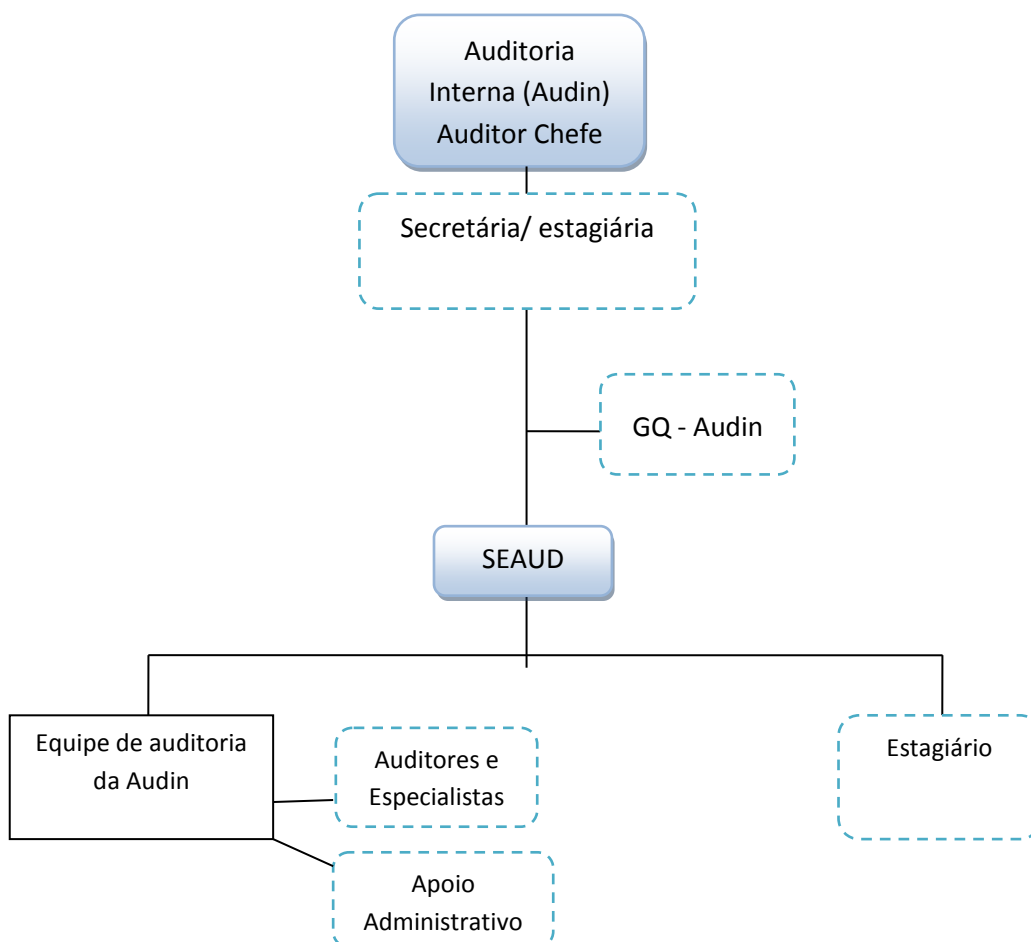 Auditoria
Interna (Audin)
Auditor Chefe
Secretária/ estagiária
GQ - Audin
SEAUD
Equipe de auditoria
da Audin
Auditores e
Especialistas
Estagiário
Apoio
Administrativo